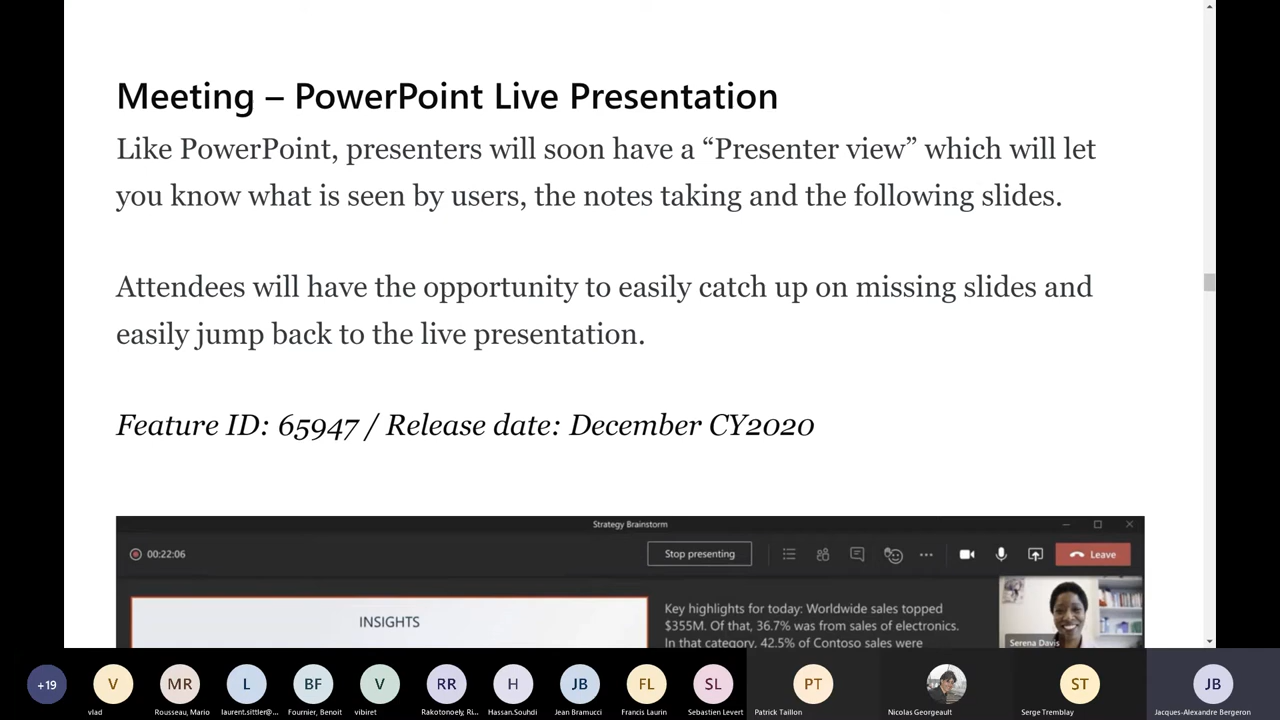 Meeting – PowerPoint Live Presentation
Like PowerPoint, presenters will soon have a “Presenter view” which will let
you know what is seen by users, the notes taking and the following slides.
Attendees will have the opportunity to easily catch up on missing slides and
easily jump back to the live presentation.
Feature ID: 65947 / Release date: December CY2020
Strategy Brainstorm
00:22:06
Stop presenting
Leave
INSIGHTS
Key highlights for today: Worldwide sales topped
$355M. Of that, 36.7% was from sales of electronics.
In that category, 42.5% of Contoso sales were
Serena Davis
+19 V MR L BF V RR H JB FL SL PT ST JB
vlad Rousseau, Mario laurent.sittler@... Fournier, Benoit vibiret Rakotonoely, Ri... Hassan.Souhdi Jean Bramucci Francis Laurin Sebastien Levert Patrick Taillon Nicolas Georgeault Serge Tremblay Jacques-Alexandre Bergeron